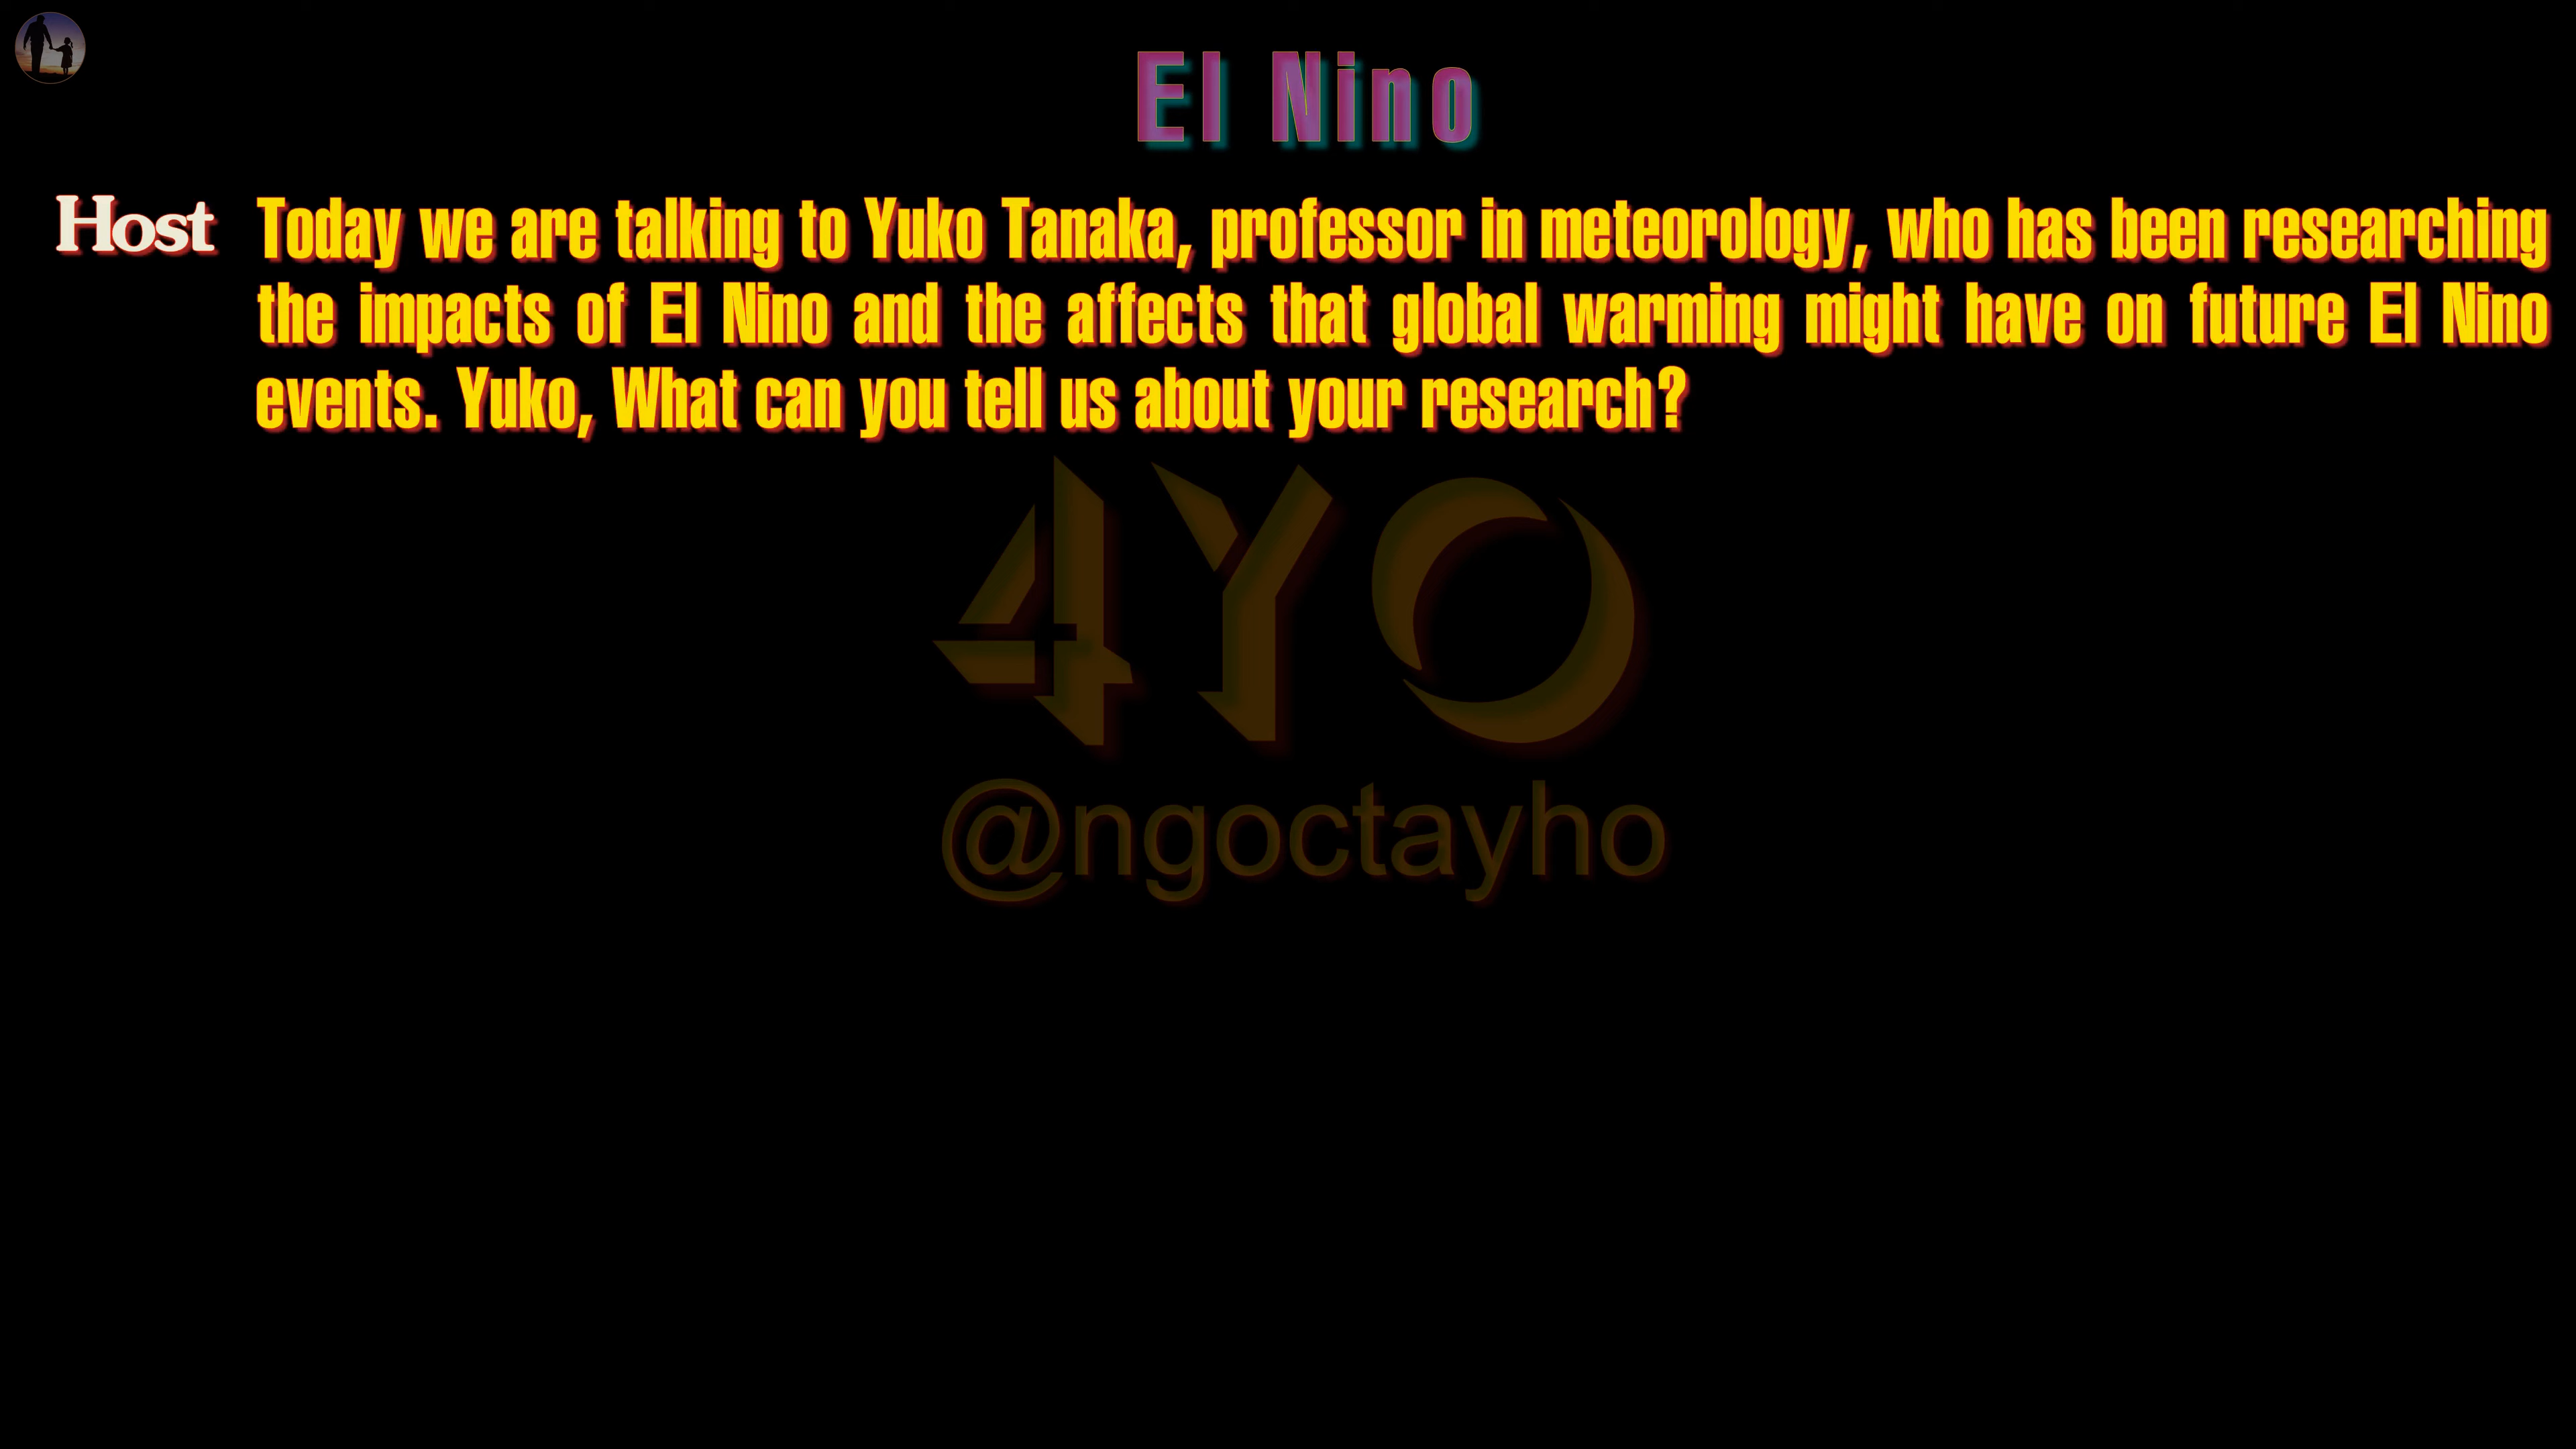 El Nino
Host Today we are talking to Yuko Tanaka, professor in meteorology, who has been researching
the impacts of El Nino and the affects that global warming might have on future El Nino
events. Yuko, What can you tell us about your research?
4YO
@ngoctayho